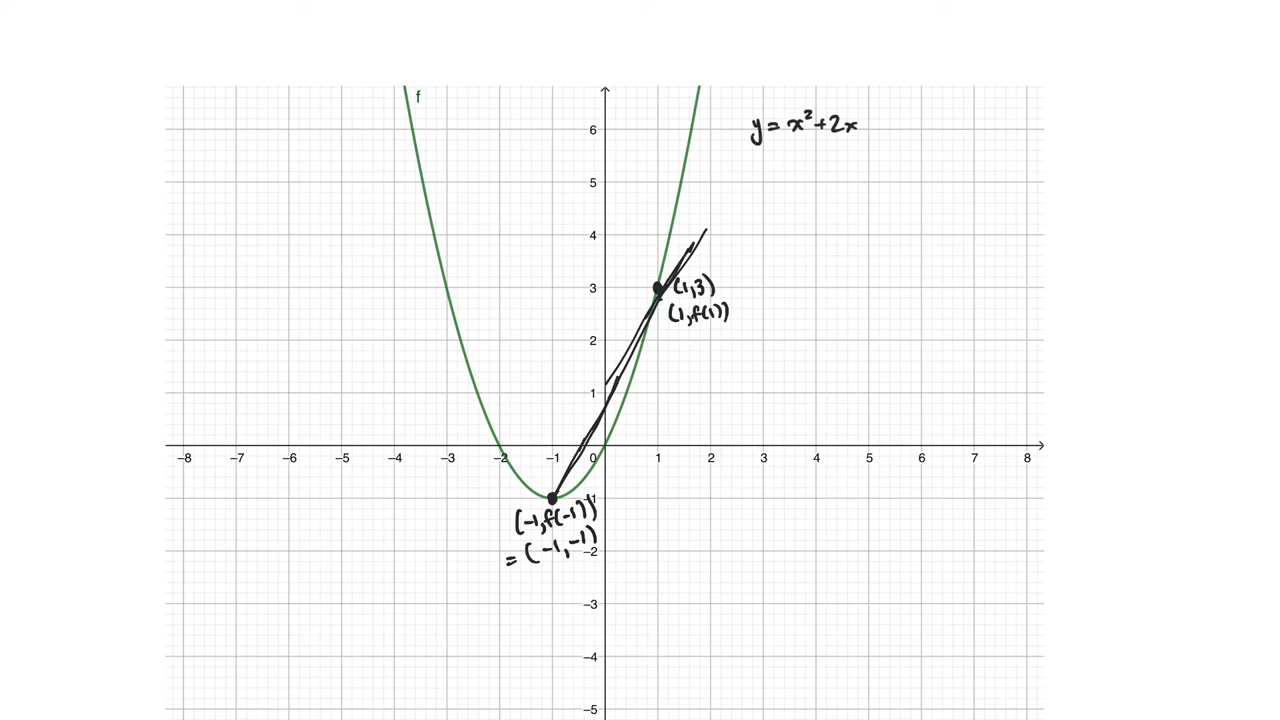 f
y = x² + 2x
6
5
4
3
(1,3)
(1,f(1))
2
1
–8 –7 –6 –5 –4 –3 –2 –1 0 1 2 3 4 5 6 7 8
–1
(-1,f(-1))
= (-1,-1)
–2
–3
–4
–5